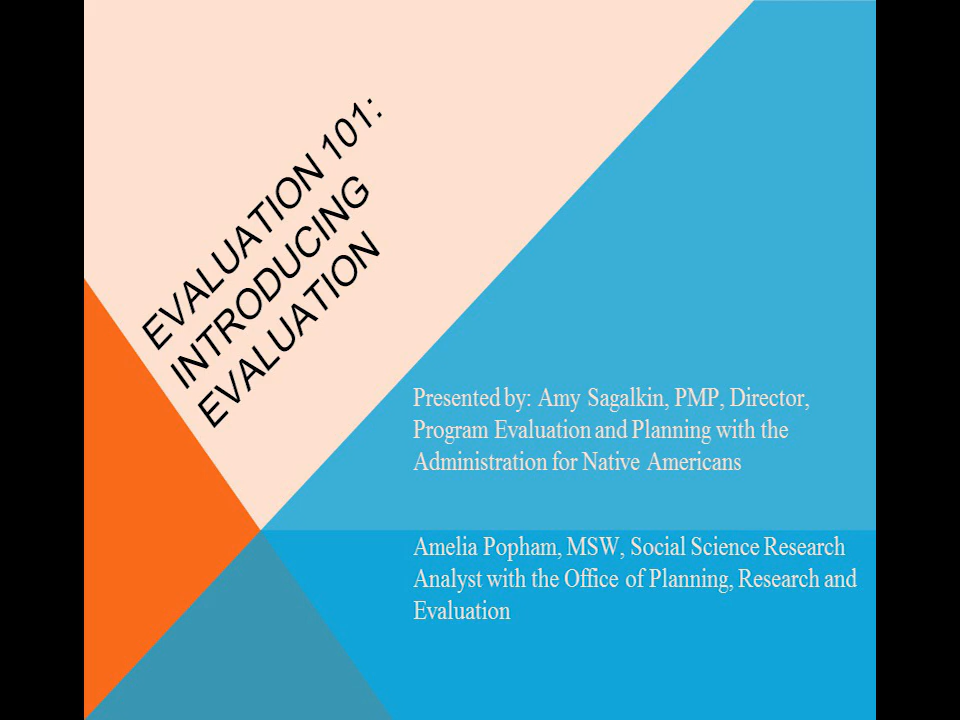 EVALUATION 101:
INTRODUCING
EVALUATION
Presented by: Amy Sagalkin, PMP, Director,
Program Evaluation and Planning with the
Administration for Native Americans
Amelia Popham, MSW, Social Science Research
Analyst with the Office of Planning, Research and
Evaluation